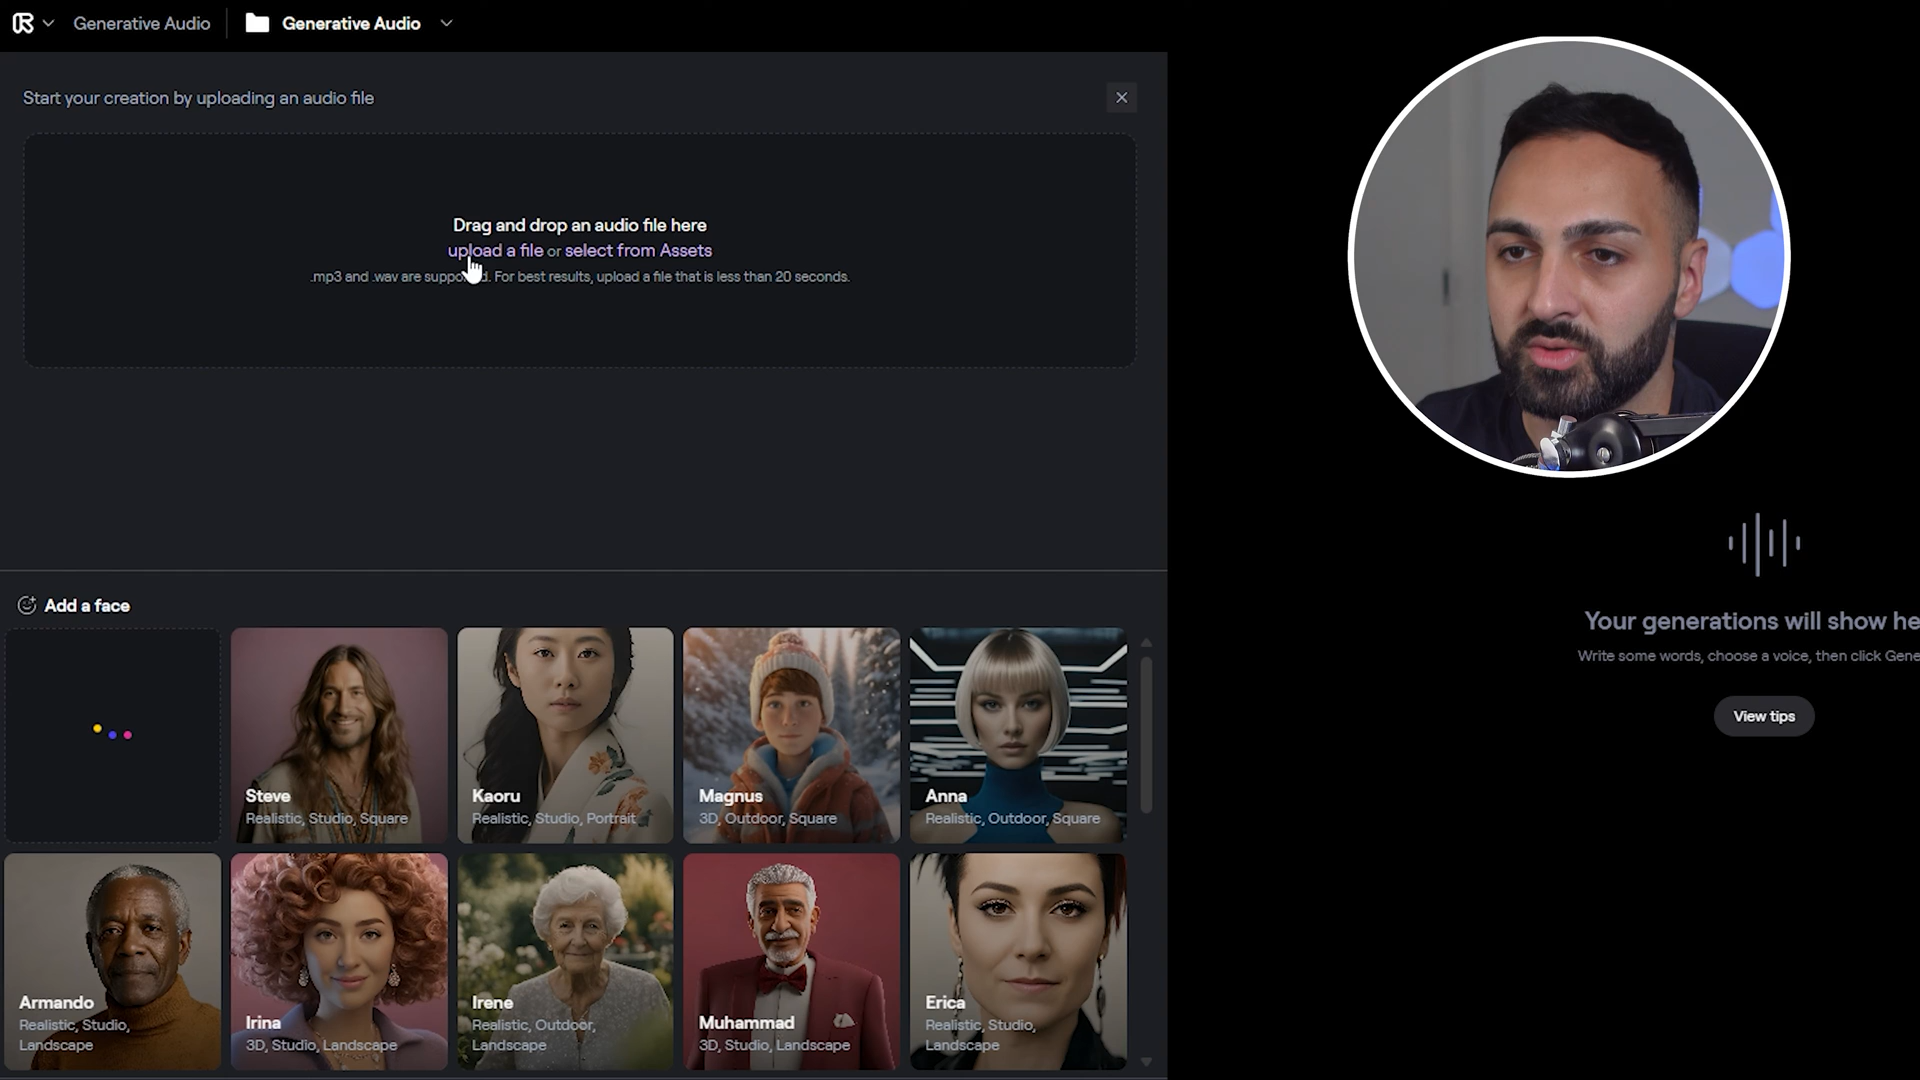 Generative Audio
Generative Audio
Start your creation by uploading an audio file
Drag and drop an audio file here
upload a file or select from Assets
.mp3 and .wav are supported. For best results, upload a file that is less than 20 seconds.
Add a face
Steve
Realistic, Studio, Square
Kaoru
Realistic, Studio, Portrait
Magnus
3D, Outdoor, Square
Anna
Realistic, Outdoor, Square
Armando
Realistic, Studio,
Landscape
Irina
3D, Studio, Landscape
Irene
Realistic, Outdoor,
Landscape
Muhammad
3D, Studio, Landscape
Erica
Realistic, Studio,
Landscape
Your generations will show he
Write some words, choose a voice, then click Gene
View tips